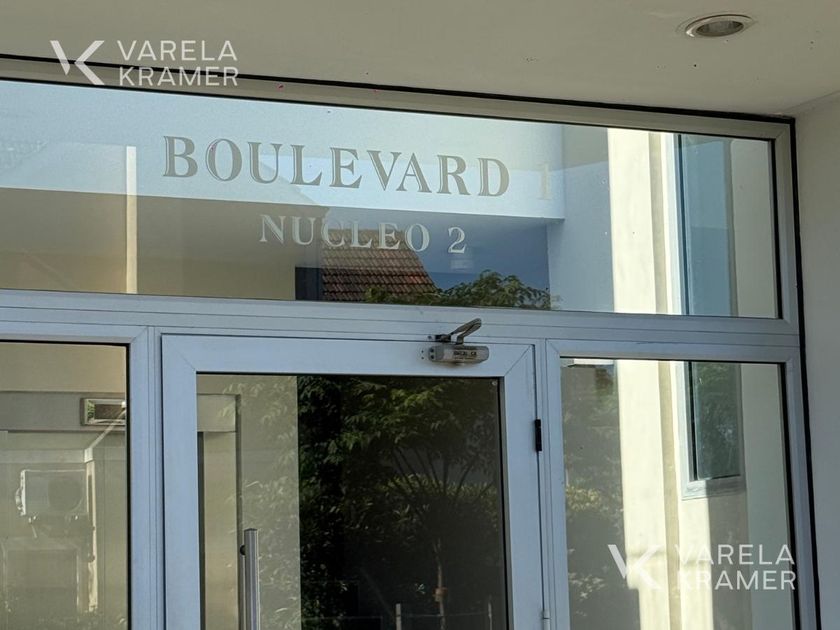 VARELA
KRAMER
BOULEVARD 1
NUCLEO 2
VARELA
KRAMER